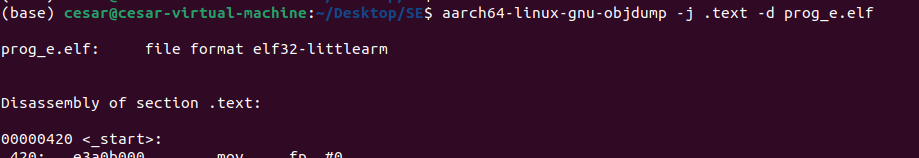 (base) cesar@cesar-virtual-machine:~/Desktop/SE$ aarch64-linux-gnu-objdump -j .text -d prog_e.elf
prog_e.elf:     file format elf32-littlearm
Disassembly of section .text:
00000420 <_start>:
 420:   e3a0b000        mov     fp, #0